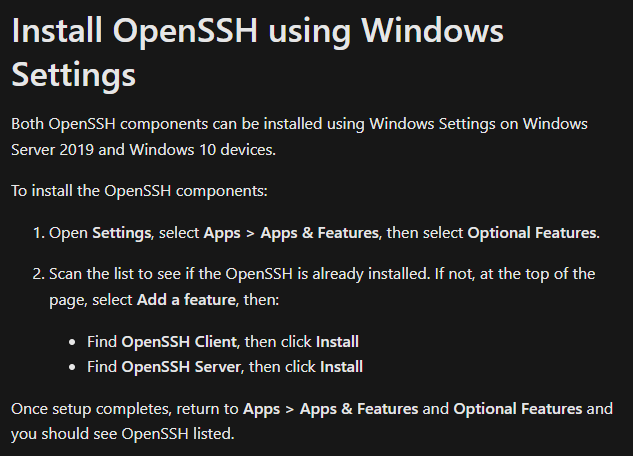 Install OpenSSH using Windows
Settings
Both OpenSSH components can be installed using Windows Settings on Windows
Server 2019 and Windows 10 devices.
To install the OpenSSH components:
1. Open Settings, select Apps > Apps & Features, then select Optional Features.
2. Scan the list to see if the OpenSSH is already installed. If not, at the top of the
page, select Add a feature, then:
• Find OpenSSH Client, then click Install
• Find OpenSSH Server, then click Install
Once setup completes, return to Apps > Apps & Features and Optional Features and
you should see OpenSSH listed.